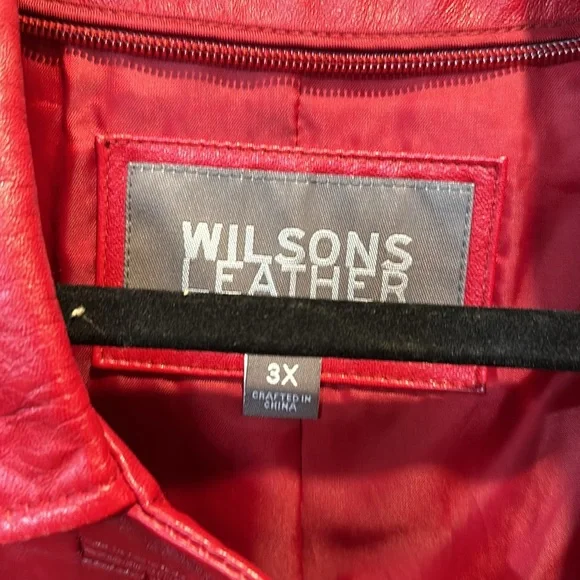 WILSONS
LEATHER
3X
CRAFTED IN
CHINA